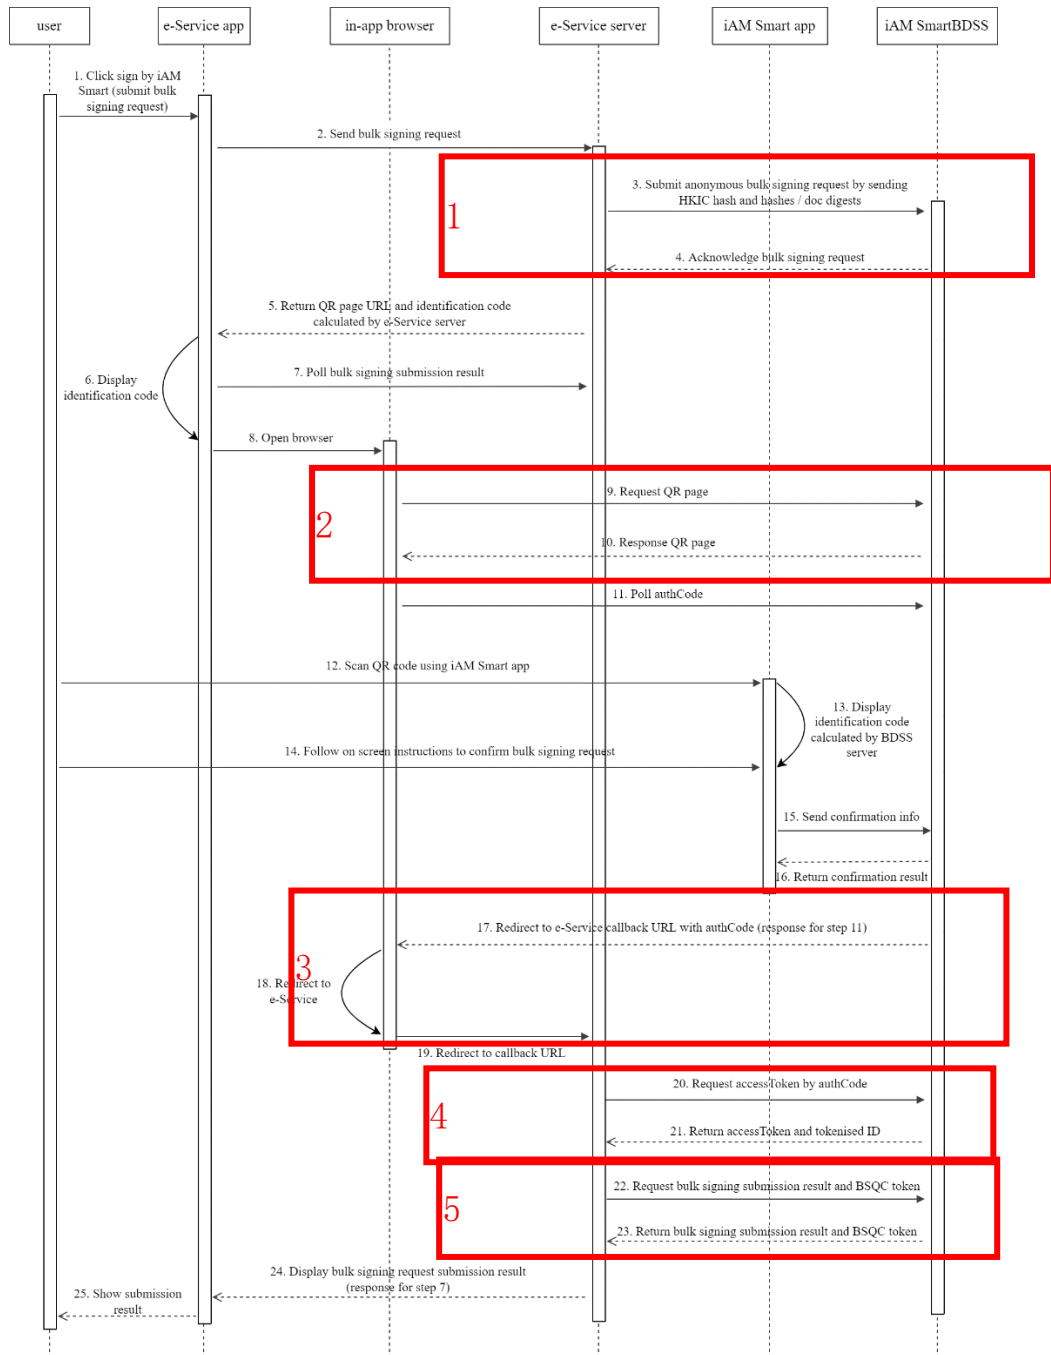 user
e-Service app
in-app browser
e-Service server
iAM Smart app
iAM SmartBDSS
1. Click sign by iAM
Smart (submit bulk
signing request)
2. Send bulk signing request
1
3. Submit anonymous bulk signing request by sending
HKIC hash and hashes / doc digests
4. Acknowledge bulk signing request
5. Return QR page URL and identification code
calculated by e-Service server
6. Display
identification code
7. Poll bulk signing submission result
8. Open browser
2
9. Request QR page
10. Response QR page
11. Poll authCode
12. Scan QR code using iAM Smart app
13. Display
identification code
calculated by BDSS
server
14. Follow on screen instructions to confirm bulk signing request
15. Send confirmation info
16. Return confirmation result
3
17. Redirect to e-Service callback URL with authCode (response for step 11)
18. Redirect to
e-Service
19. Redirect to callback URL
4
20. Request accessToken by authCode
21. Return accessToken and tokenised ID
5
22. Request bulk signing submission result and BSQC token
23. Return bulk signing submission result and BSQC token
24. Display bulk signing request submission result
(response for step 7)
25. Show submission
result